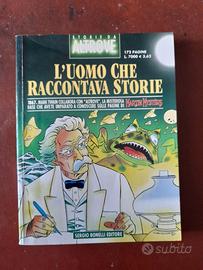 STORIE DA
ALTROVE
172 PAGINE
L. 7000 € 3,62
L'UOMO CHE
RACCONTAVA STORIE
1867. MARK TWAIN COLLABORA CON "ALTROVE", LA MISTERIOSA
BASE CHE AVETE IMPARATO A CONOSCERE SULLE PAGINE DI
MARTIN MYSTÈRE
SERGIO BONELLI EDITORE
subito